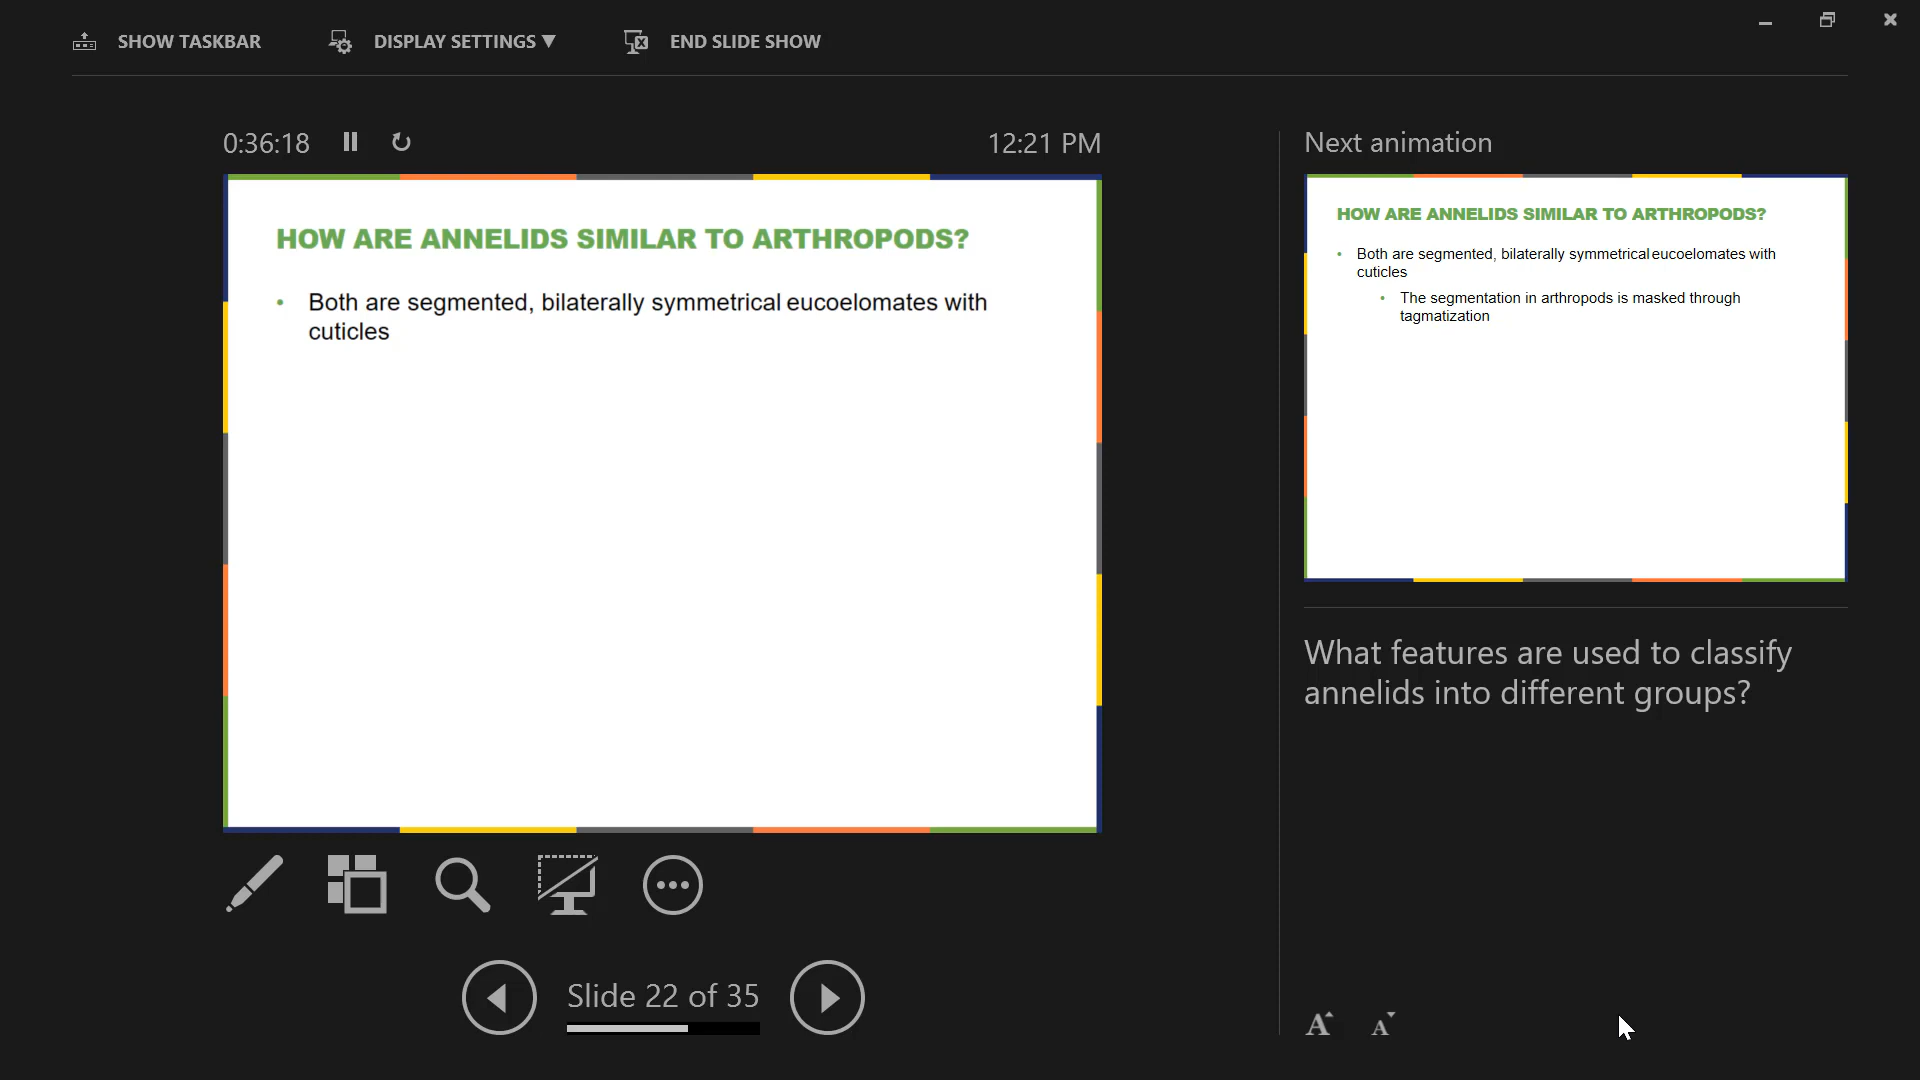 SHOW TASKBAR
DISPLAY SETTINGS ▼
END SLIDE SHOW
0:36:18
12:21 PM
HOW ARE ANNELIDS SIMILAR TO ARTHROPODS?
• Both are segmented, bilaterally symmetrical eucoelomates with
cuticles
Slide 22 of 35
Next animation
HOW ARE ANNELIDS SIMILAR TO ARTHROPODS?
• Both are segmented, bilaterally symmetrical eucoelomates with
cuticles
• The segmentation in arthropods is masked through
tagmatization
What features are used to classify
annelids into different groups?
A A